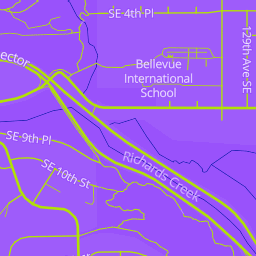 SE 4th Pl
129th Ave SE
Bellevue
International
School
ector
SE 9th Pl
SE 10th St
Richards Creek